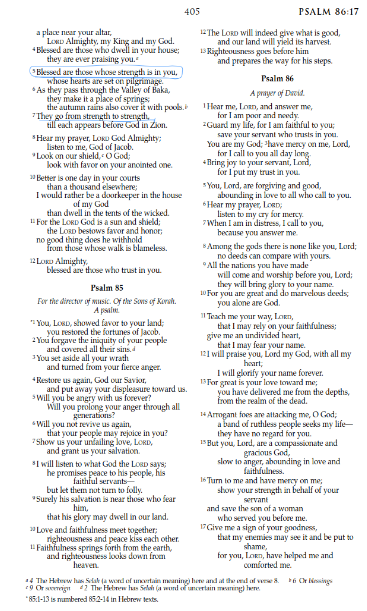 405 PSALM 86:17
a place near your altar,
LORD Almighty, my King and my God.
4 Blessed are those who dwell in your house;
they are ever praising you. a
5 Blessed are those whose strength is in you,
whose hearts are set on pilgrimage.
6 As they pass through the Valley of Baka,
they make it a place of springs;
the autumn rains also cover it with pools. b
7 They go from strength to strength,
till each appears before God in Zion.
8 Hear my prayer, LORD God Almighty;
listen to me, God of Jacob.
9 Look on our shield, c O God;
look with favor on your anointed one.
10 Better is one day in your courts
than a thousand elsewhere;
I would rather be a doorkeeper in the house
of my God
than dwell in the tents of the wicked.
11 For the LORD God is a sun and shield;
the LORD bestows favor and honor;
no good thing does he withhold
from those whose walk is blameless.
12 LORD Almighty,
blessed are those who trust in you.
Psalm 85
For the director of music. Of the Sons of Korah.
A psalm.
*1 You, LORD, showed favor to your land;
you restored the fortunes of Jacob.
2 You forgave the iniquity of your people
and covered all their sins. d
3 You set aside all your wrath
and turned from your fierce anger.
4 Restore us again, God our Savior,
and put away your displeasure toward us.
5 Will you be angry with us forever?
Will you prolong your anger through all
generations?
6 Will you not revive us again,
that your people may rejoice in you?
7 Show us your unfailing love, LORD,
and grant us your salvation.
8 I will listen to what God the LORD says;
he promises peace to his people, his
faithful servants—
but let them not turn to folly.
9 Surely his salvation is near those who fear
him,
that his glory may dwell in our land.
10 Love and faithfulness meet together;
righteousness and peace kiss each other.
11 Faithfulness springs forth from the earth,
and righteousness looks down from
heaven.
12 The LORD will indeed give what is good,
and our land will yield its harvest.
13 Righteousness goes before him
and prepares the way for his steps.
Psalm 86
A prayer of David.
1 Hear me, LORD, and answer me,
for I am poor and needy.
2 Guard my life, for I am faithful to you;
save your servant who trusts in you.
You are my God; 3 have mercy on me, Lord,
for I call to you all day long.
4 Bring joy to your servant, Lord,
for I put my trust in you.
5 You, Lord, are forgiving and good,
abounding in love to all who call to you.
6 Hear my prayer, LORD;
listen to my cry for mercy.
7 When I am in distress, I call to you,
because you answer me.
8 Among the gods there is none like you, Lord;
no deeds can compare with yours.
9 All the nations you have made
will come and worship before you, Lord;
they will bring glory to your name.
10 For you are great and do marvelous deeds;
you alone are God.
11 Teach me your way, LORD,
that I may rely on your faithfulness;
give me an undivided heart,
that I may fear your name.
12 I will praise you, Lord my God, with all my
heart;
I will glorify your name forever.
13 For great is your love toward me;
you have delivered me from the depths,
from the realm of the dead.
14 Arrogant foes are attacking me, O God;
a band of ruthless people seeks my life—
they have no regard for you.
15 But you, Lord, are a compassionate and
gracious God,
slow to anger, abounding in love and
faithfulness.
16 Turn to me and have mercy on me;
show your strength in behalf of your
servant
and save the son of a woman
who served you before me.
17 Give me a sign of your goodness,
that my enemies may see it and be put to
shame,
for you, LORD, have helped me and
comforted me.
a 4 The Hebrew has Selah (a word of uncertain meaning) here and at the end of verse 8. b 6 Or blessings
c 9 Or sovereign d 2 The Hebrew has Selah (a word of uncertain meaning) here.
* 85:1-13 is numbered 85:2-14 in Hebrew texts.